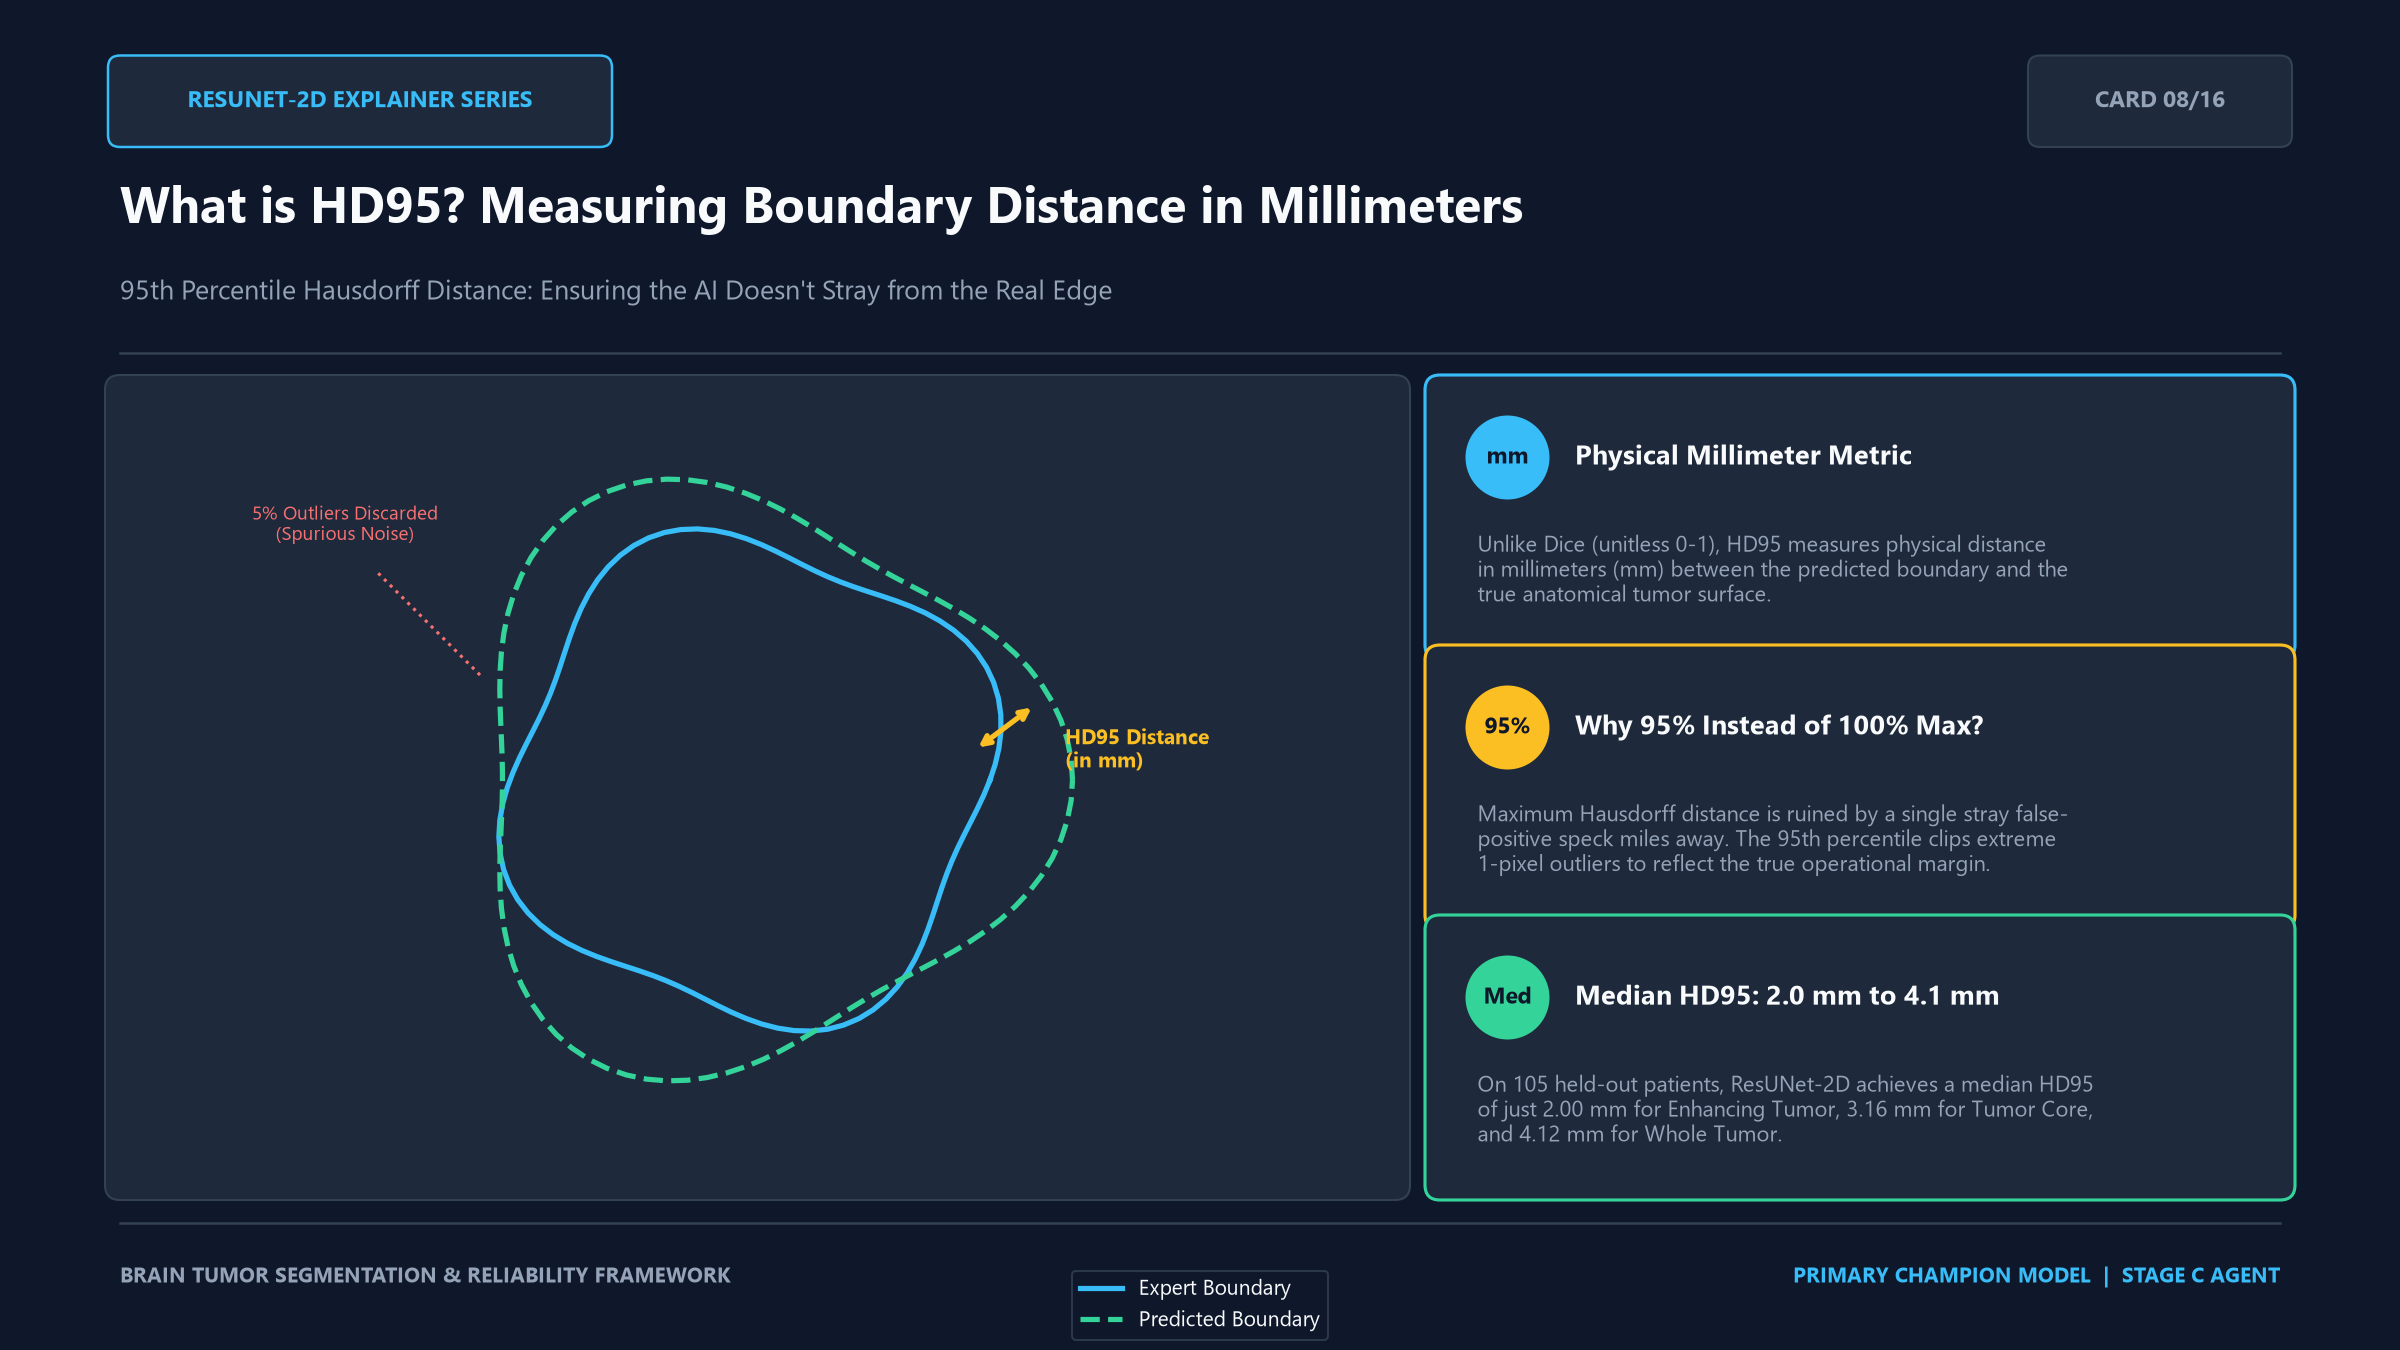 RESUNET-2D EXPLAINER SERIES
CARD 08/16
What is HD95? Measuring Boundary Distance in Millimeters
95th Percentile Hausdorff Distance: Ensuring the AI Doesn't Stray from the Real Edge
5% Outliers Discarded
(Spurious Noise)
HD95 Distance
(in mm)
mm
Physical Millimeter Metric
Unlike Dice (unitless 0-1), HD95 measures physical distance
in millimeters (mm) between the predicted boundary and the
true anatomical tumor surface.
95%
Why 95% Instead of 100% Max?
Maximum Hausdorff distance is ruined by a single stray false-
positive speck miles away. The 95th percentile clips extreme
1-pixel outliers to reflect the true operational margin.
Med
Median HD95: 2.0 mm to 4.1 mm
On 105 held-out patients, ResUNet-2D achieves a median HD95
of just 2.00 mm for Enhancing Tumor, 3.16 mm for Tumor Core,
and 4.12 mm for Whole Tumor.
BRAIN TUMOR SEGMENTATION & RELIABILITY FRAMEWORK
Expert Boundary
Predicted Boundary
PRIMARY CHAMPION MODEL | STAGE C AGENT